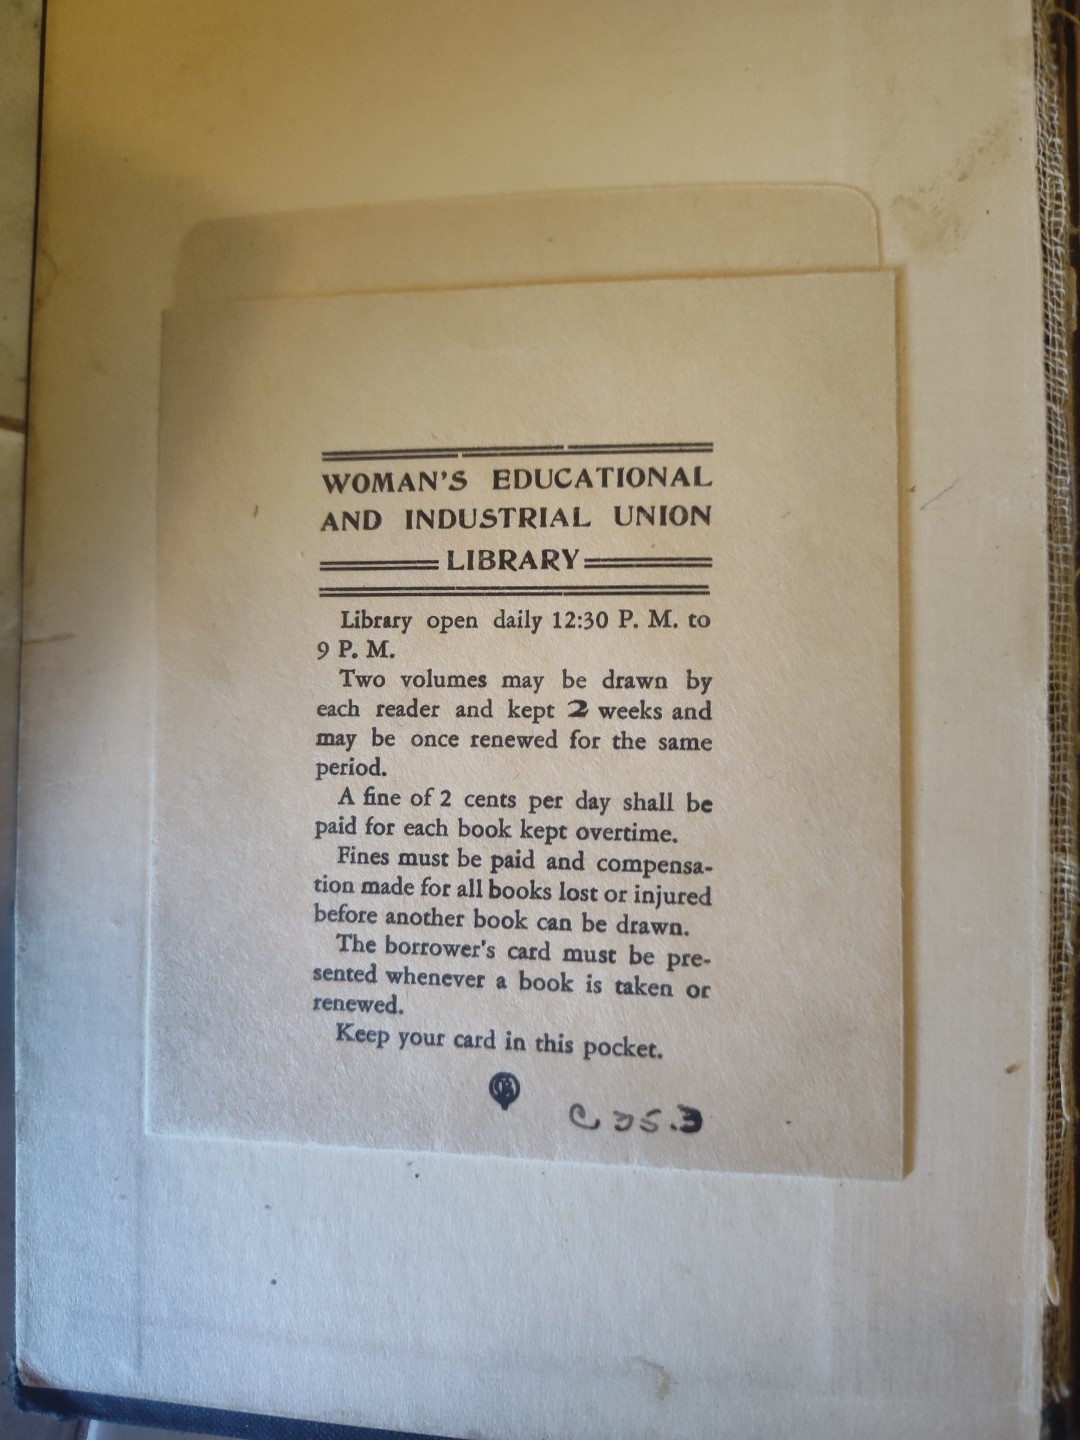 WOMAN'S EDUCATIONAL
AND INDUSTRIAL UNION
LIBRARY
Library open daily 12:30 P. M. to
9 P. M.
Two volumes may be drawn by
each reader and kept 2 weeks and
may be once renewed for the same
period.
A fine of 2 cents per day shall be
paid for each book kept overtime.
Fines must be paid and compensa-
tion made for all books lost or injured
before another book can be drawn.
The borrower's card must be pre-
sented whenever a book is taken or
renewed.
Keep your card in this pocket.
C 35.3